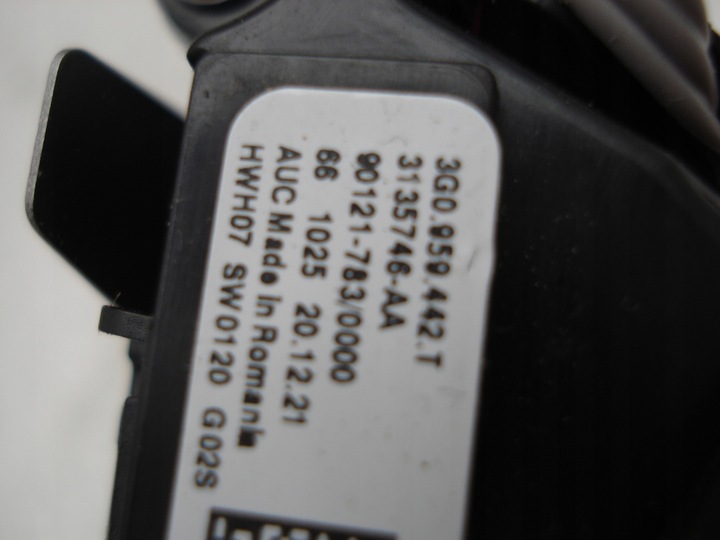 3G0.959.442.T
3135746-AA
90121-783/0000
66 1025 20.12.21
AUC Made In Romania
HWH07 SW0120 G02S